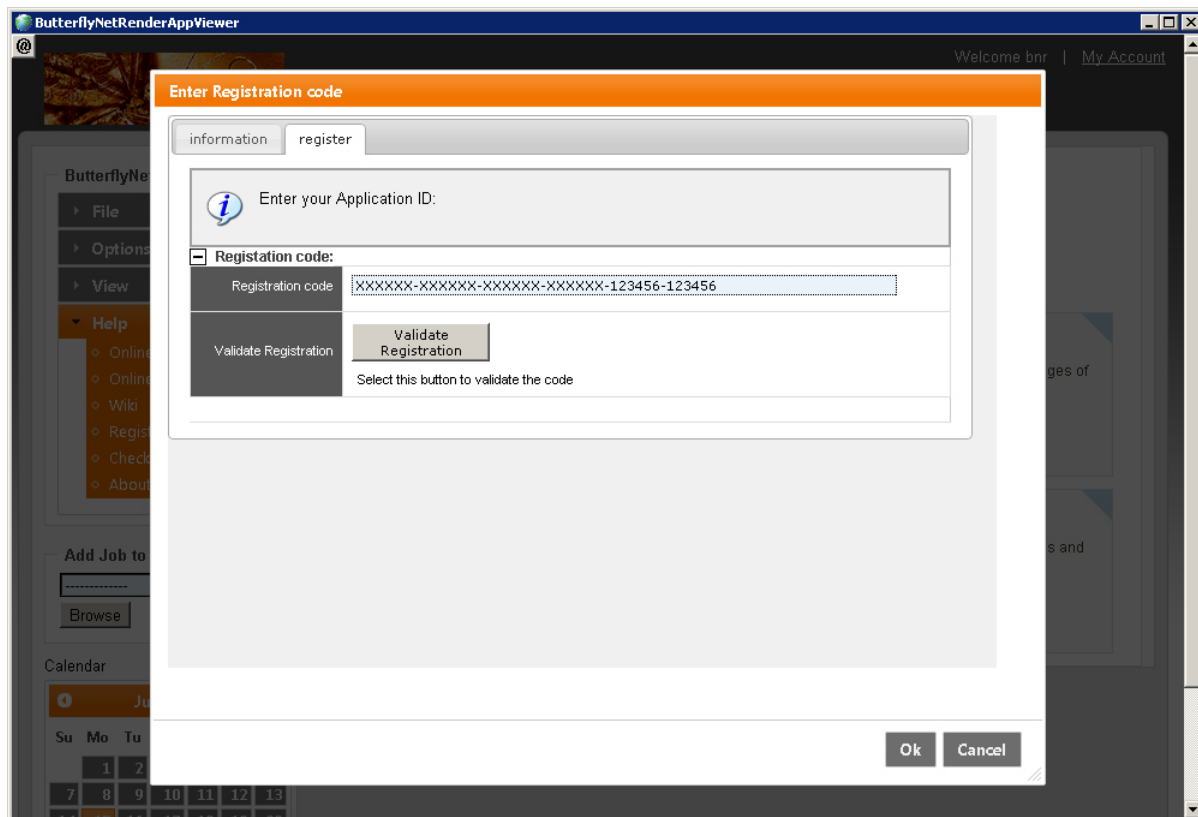 ButterflyNetRenderAppViewer
@
Welcome bnr | My Account
Enter Registration code
information
register
Enter your Application ID:
Registation code:
Registration code
XXXXXX-XXXXXX-XXXXXX-XXXXXX-123456-123456
Validate Registration
Validate
Registration
Select this button to validate the code
Ok
Cancel
ButterflyNe
File
Options
View
Help
Online
Online
Wiki
Regist
Check
About
Add Job to
-------------
Browse
Calendar
Ju
Su Mo Tu
1 2
7 8 9 10 11 12 13
ges of
s and